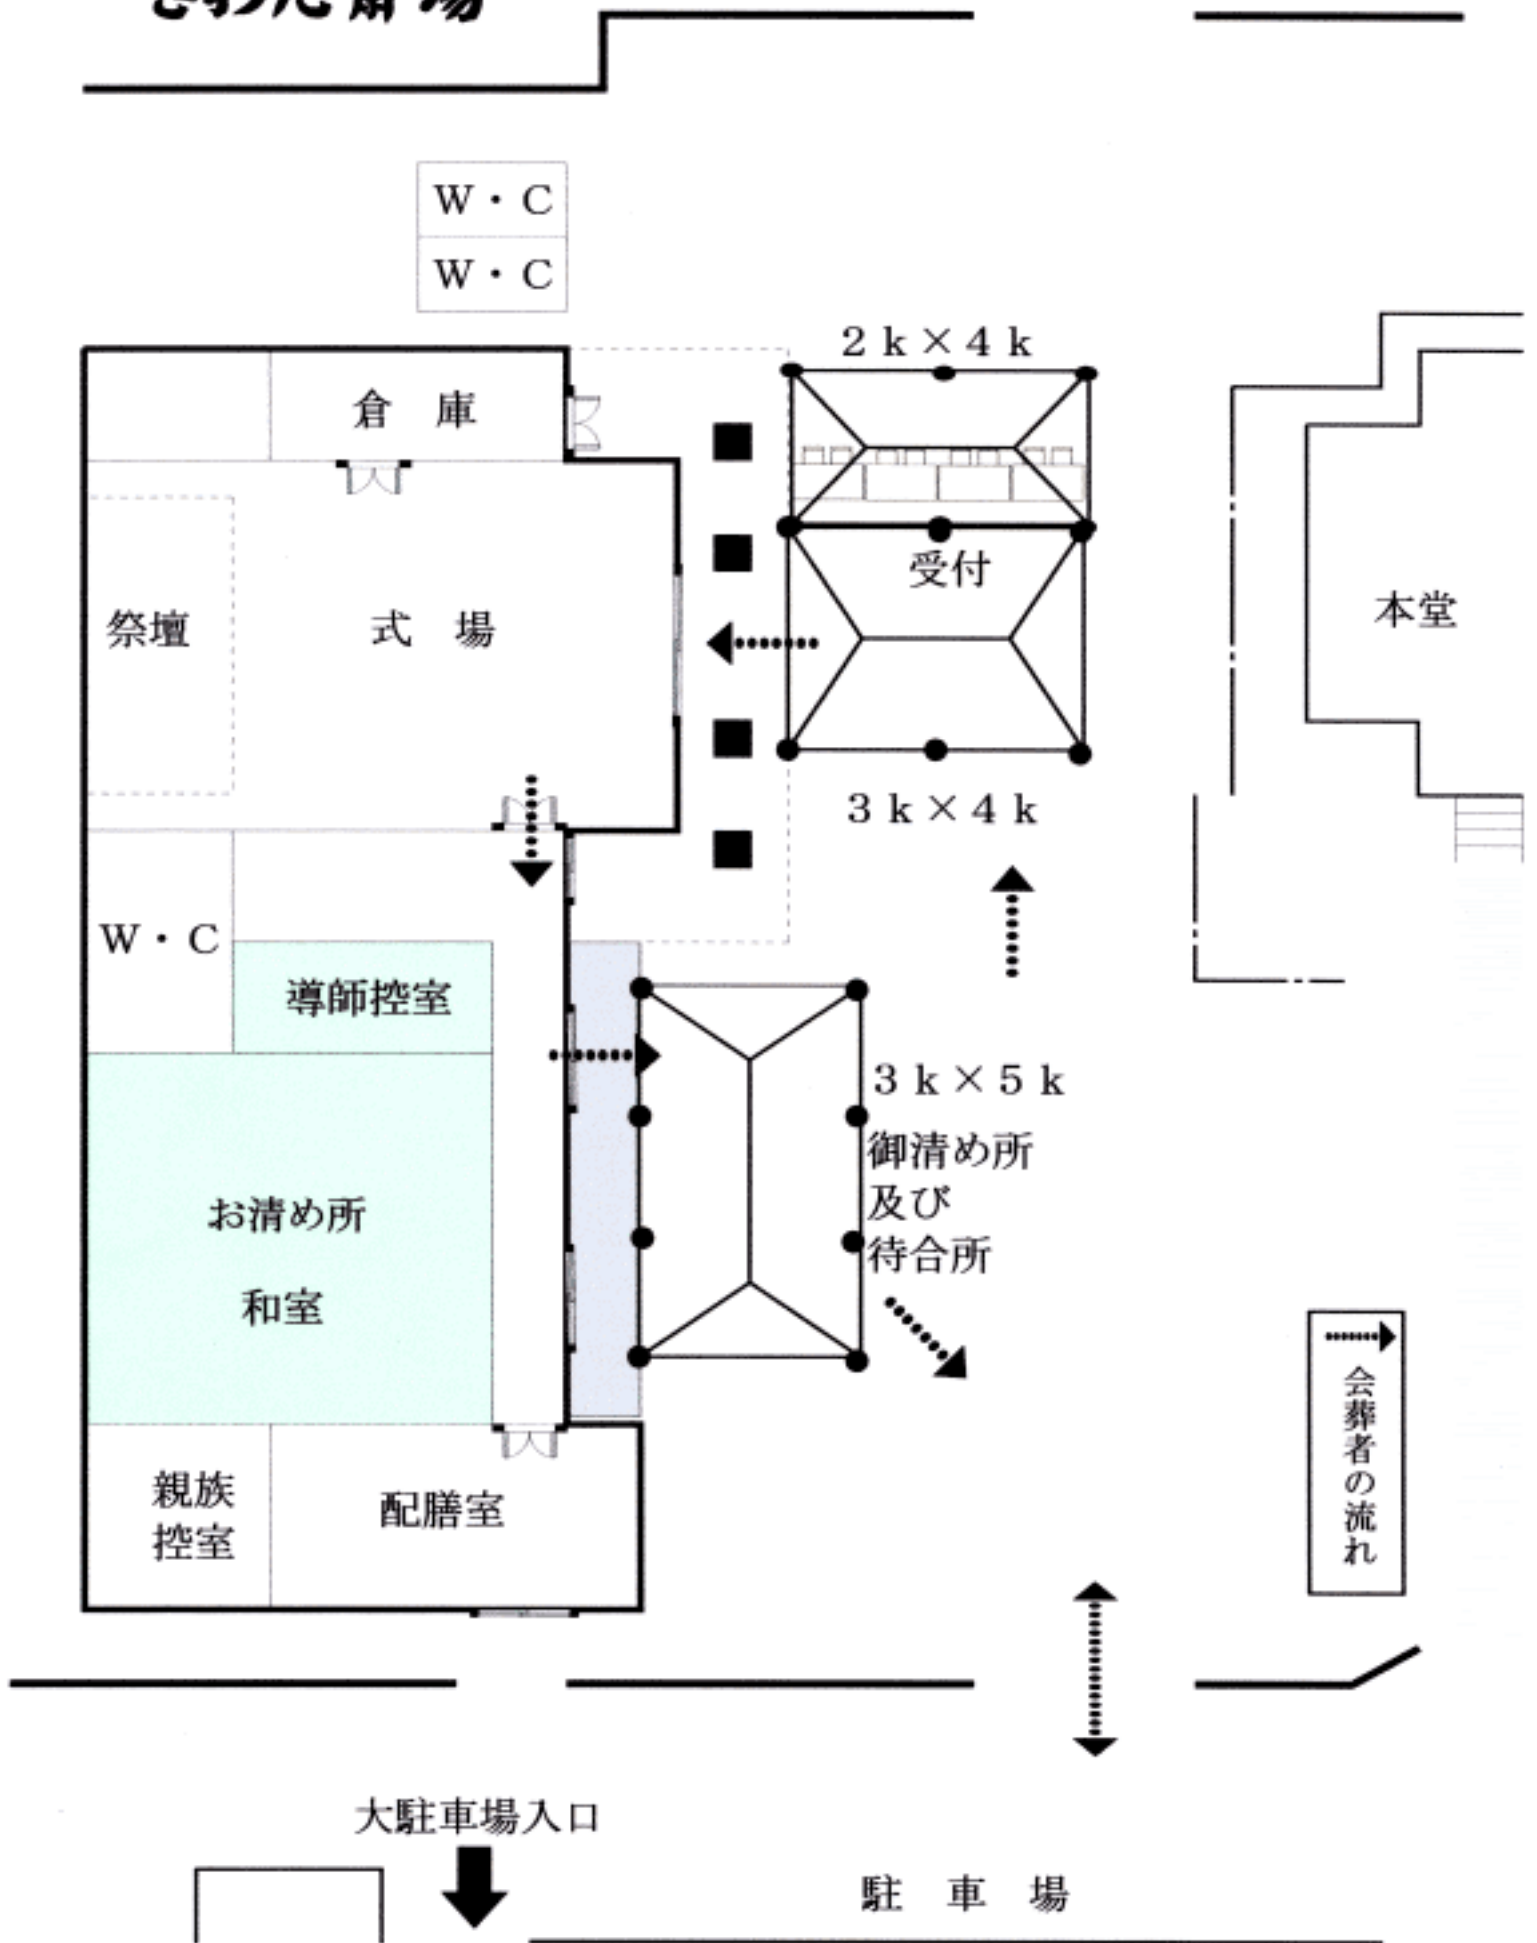 斎場
W・C
W・C
2k×4k
倉 庫
受付
祭壇
式 場
本堂
3k×4k
W・C
導師控室
3k×5k
御清め所
及び
待合所
お清め所
和室
会葬者の流れ
親族
控室
配膳室
大駐車場入口
駐 車 場